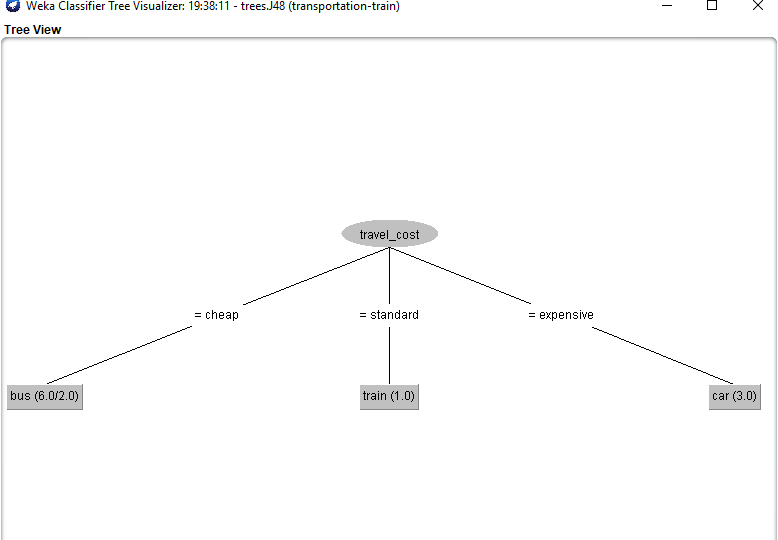 Weka Classifier Tree Visualizer: 19:38:11 - trees.J48 (transportation-train)
Tree View
travel_cost
= cheap
= standard
= expensive
bus (6.0/2.0)
train (1.0)
car (3.0)